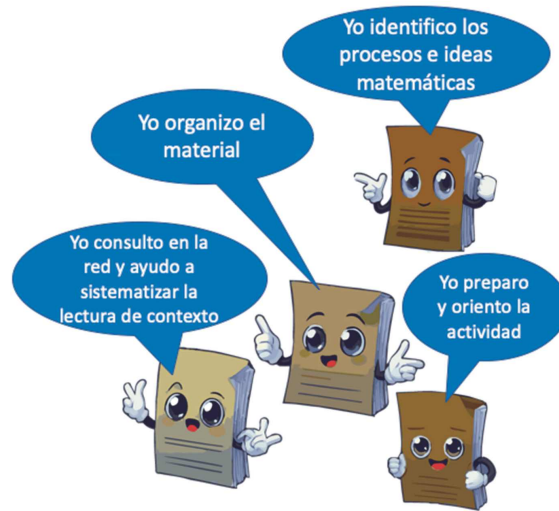 Yo identifico los
procesos e ideas
matemáticas
Yo organizo el
material
Yo consulto en la
red y ayudo a
sistematizar la
lectura de contexto
Yo preparo
y oriento la
actividad